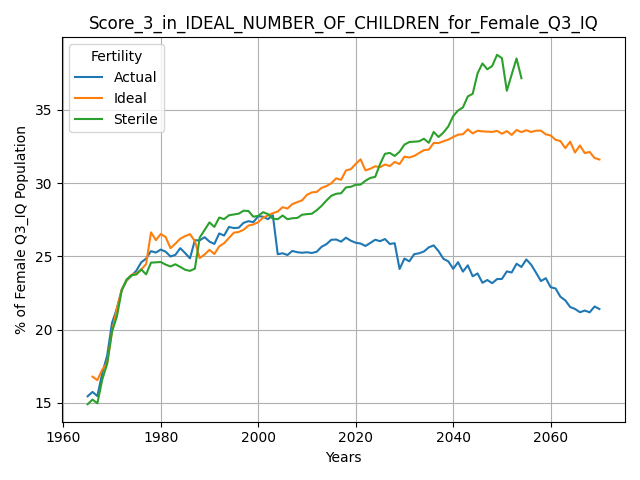 Score_3_in_IDEAL_NUMBER_OF_CHILDREN_for_Female_Q3_IQ
Fertility
Actual
Ideal
Sterile
% of Female Q3_IQ Population
35
30
25
20
15
1960 1980 2000 2020 2040 2060
Years